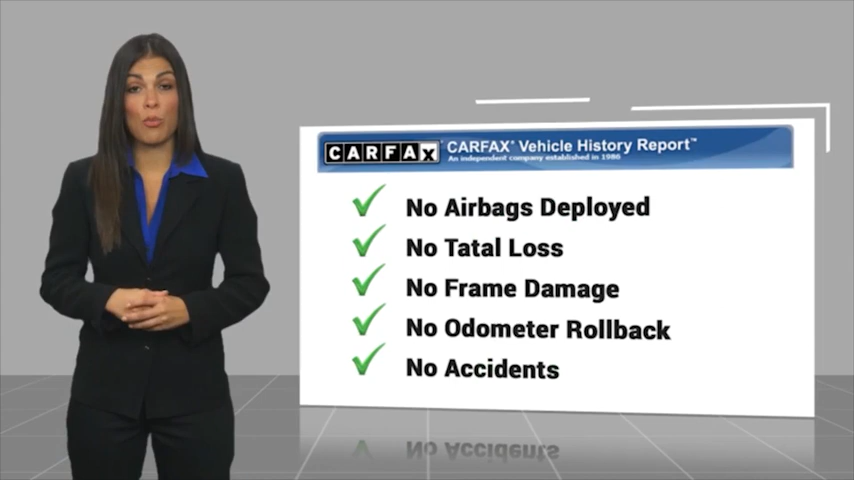 CARFAX CARFAX® Vehicle History Report™
An independent company established in 1986
No Airbags Deployed
No Tatal Loss
No Frame Damage
No Odometer Rollback
No Accidents
No Accidents